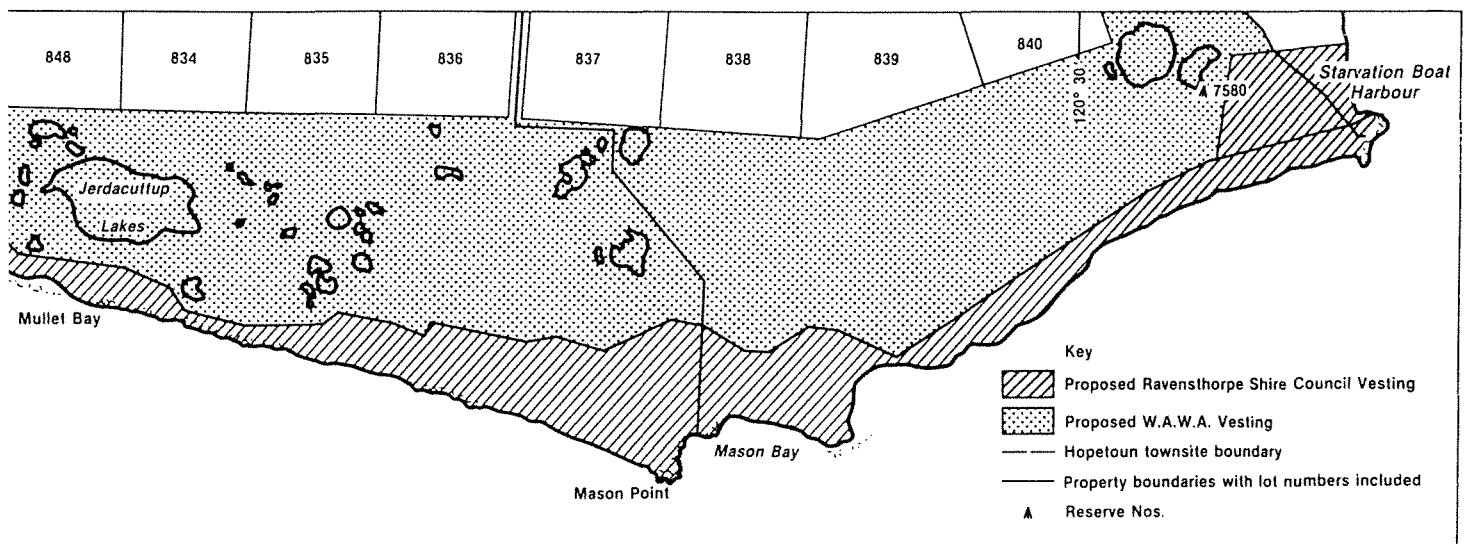 848
834
835
836
837
838
839
840
120° 30
7580
Starvation Boat
Harbour
Jerdacuttup
Lakes
Mullet Bay
Mason Point
Mason Bay
Key
Proposed Ravensthorpe Shire Council Vesting
Proposed W.A.W.A. Vesting
Hopetoun townsite boundary
Property boundaries with lot numbers included
Reserve Nos.